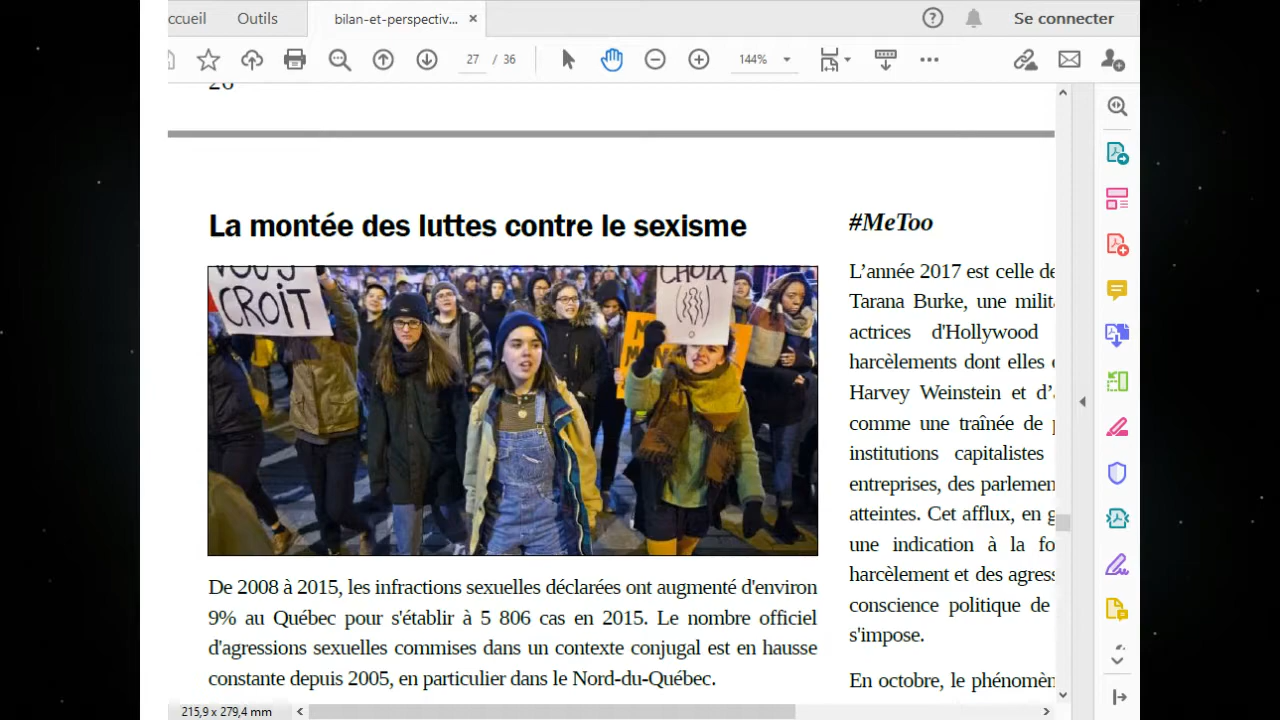 ccueil
Outils
bilan-et-perspectiv...
Se connecter
27 / 36
144%
26
La montée des luttes contre le sexisme
VOUS
CROIT
CHOIX
De 2008 à 2015, les infractions sexuelles déclarées ont augmenté d'environ
9% au Québec pour s'établir à 5 806 cas en 2015. Le nombre officiel
d'agressions sexuelles commises dans un contexte conjugal est en hausse
constante depuis 2005, en particulier dans le Nord-du-Québec.
#MeToo
L'année 2017 est celle de
Tarana Burke, une milit
actrices d'Hollywood
harcèlements dont elles
Harvey Weinstein et d'
comme une traînée de
institutions capitalistes
entreprises, des parlemen
atteintes. Cet afflux, en g
une indication à la fo
harcèlement et des agress
conscience politique de
s'impose.
En octobre, le phénomèn
215,9 x 279,4 mm